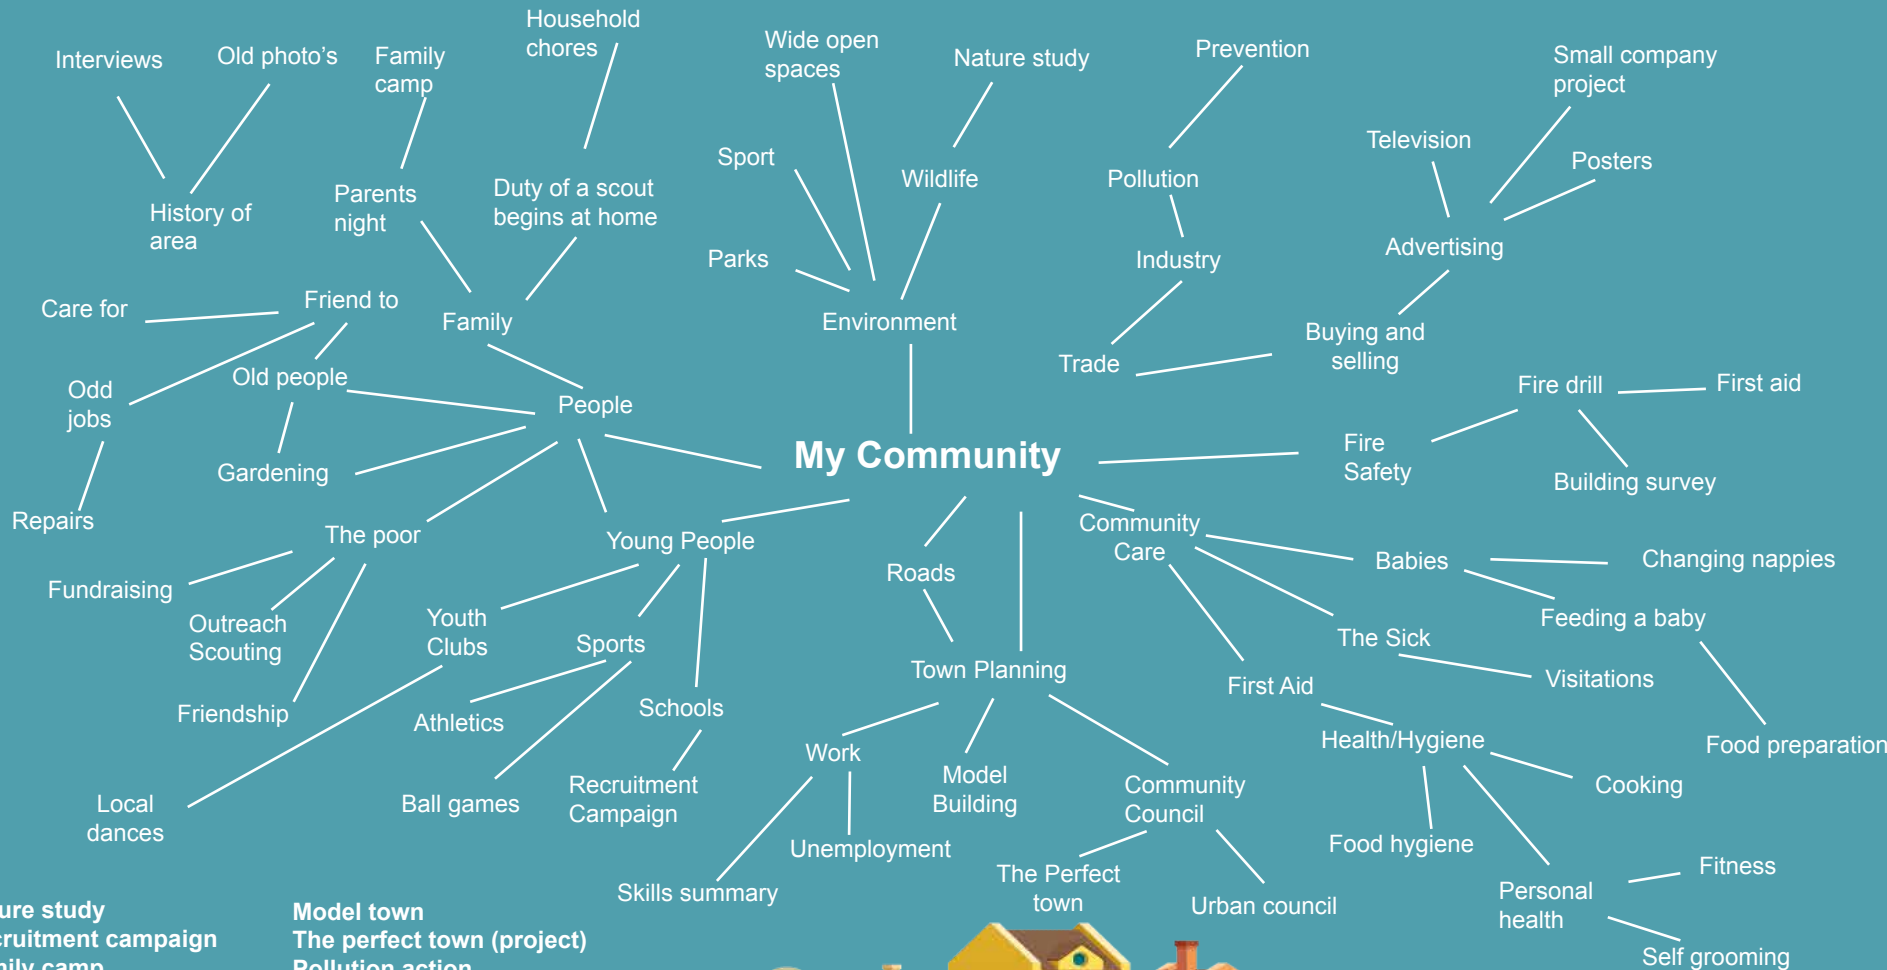 Household
chores
Interviews
Old photo's
Family
camp
Wide open
spaces
Nature study
Prevention
Small company
project
Television
Posters
Sport
Wildlife
Pollution
Parents
night
Duty of a scout
begins at home
History of
area
Parks
Industry
Advertising
Care for
Friend to
Family
Environment
Trade
Buying and
selling
Odd
jobs
Old people
People
Fire drill
First aid
My Community
Fire
Safety
Gardening
Building survey
Repairs
The poor
Young People
Community
Care
Roads
Babies
Changing nappies
Fundraising
Outreach
Scouting
Youth
Clubs
Sports
Feeding a baby
The Sick
Town Planning
Visitations
First Aid
Friendship
Athletics
Schools
Work
Health/Hygiene
Food preparation
Model
Building
Community
Council
Cooking
Local
dances
Ball games
Recruitment
Campaign
Unemployment
Food hygiene
The Perfect
town
Skills summary
Urban council
Personal
health
Fitness
Self grooming
study
campaign
camp
Model town
The perfect town (project)
Pollution action